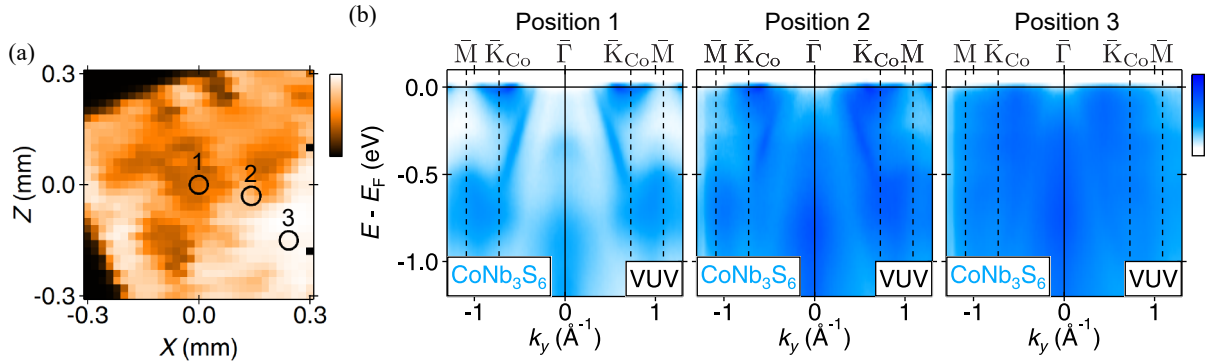 (a)
0.3
0.0
-0.3
Z (mm)
-0.3 0.0 0.3
X (mm)
1
2
3
(b)
Position 1 Position 2 Position 3
M̄ K̄Co Γ̄ K̄Co M̄
M̄ K̄Co Γ̄ K̄Co M̄
M̄ K̄Co Γ̄ K̄Co M̄
0.0
-0.5
-1.0
E - EF (eV)
CoNb3S6 VUV
CoNb3S6 VUV
CoNb3S6 VUV
-1 0 1
-1 0 1
-1 0 1
ky (Å-1)
ky (Å-1)
ky (Å-1)